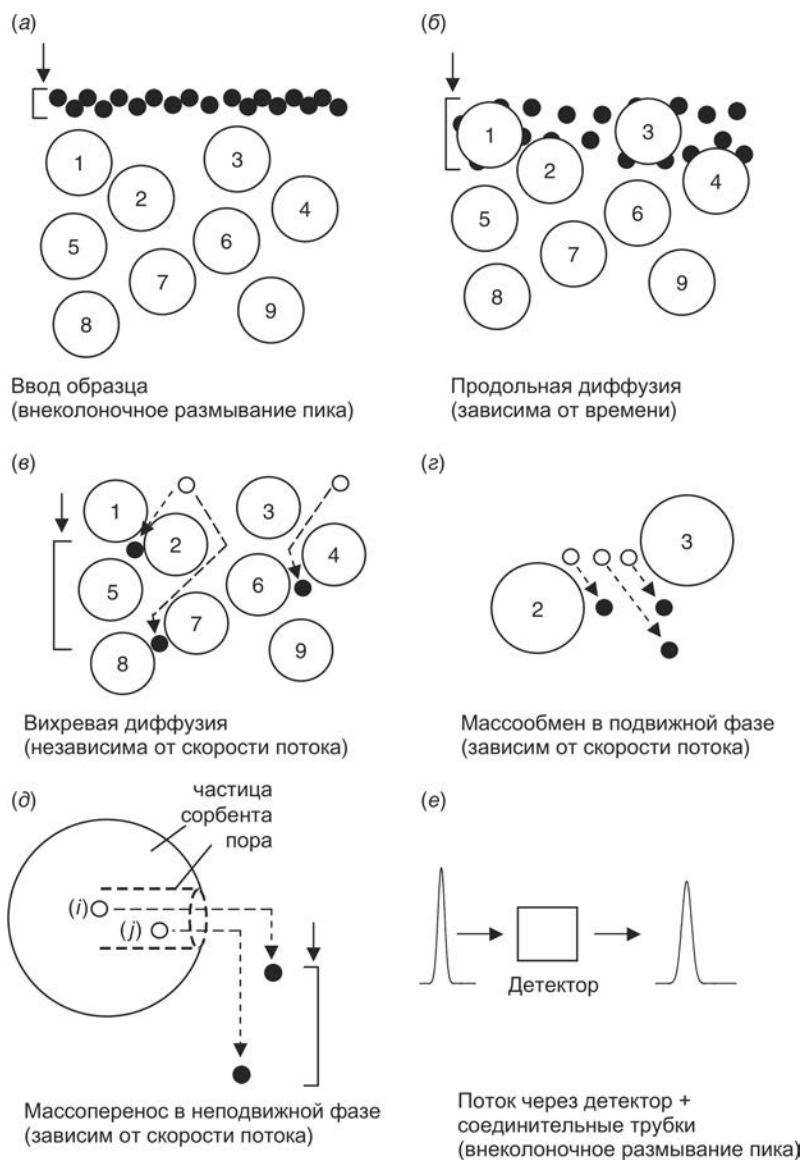 (а)
1
2
3
4
5
6
7
8
9
Ввод образца
(внеколоночное размывание пика)
(б)
1
2
3
4
5
6
7
8
9
Продольная диффузия
(зависима от времени)
(в)
1
2
3
4
5
6
7
8
9
Вихревая диффузия
(независима от скорости потока)
(г)
2
3
Массообмен в подвижной фазе
(зависим от скорости потока)
(д)
частица
сорбента
пора
(i)
(j)
Массоперенос в неподвижной фазе
(зависим от скорости потока)
(е)
Детектор
Поток через детектор +
соединительные трубки
(внеколоночное размывание пика)